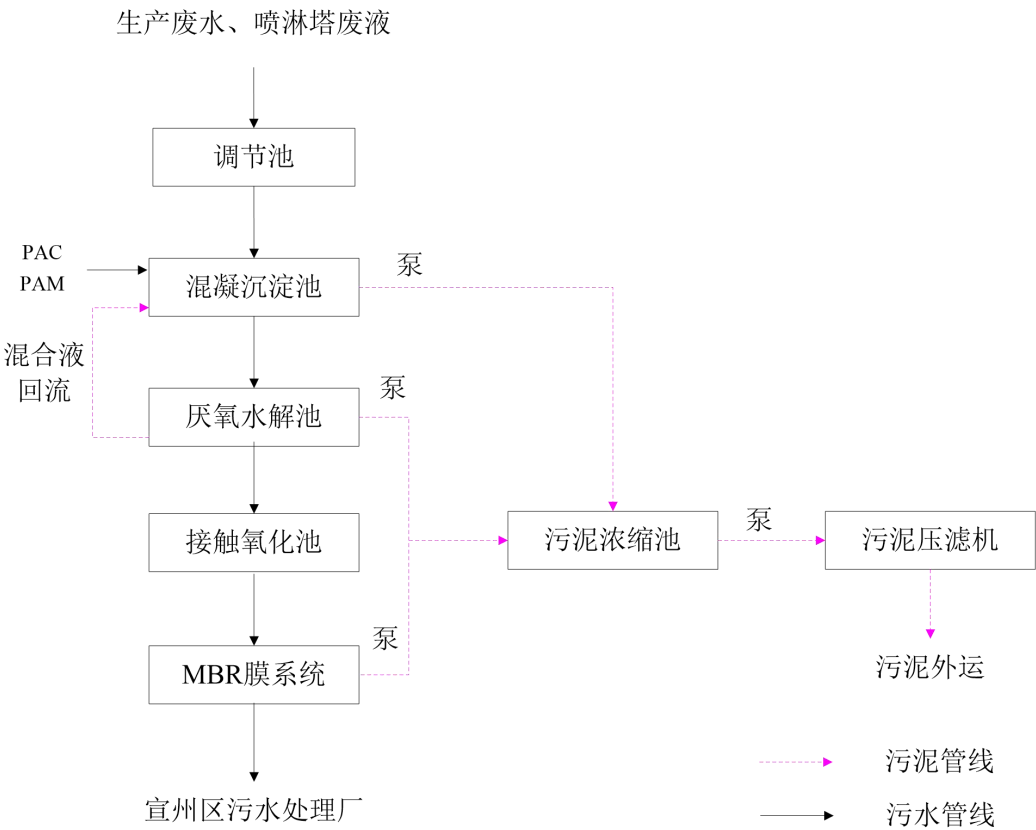 生产废水、喷淋塔废液
调节池
PAC
PAM
混凝沉淀池
泵
混合液
回流
厌氧水解池
泵
接触氧化池
污泥浓缩池
泵
污泥压滤机
MBR膜系统
泵
污泥外运
宣州区污水处理厂
污泥管线
污水管线